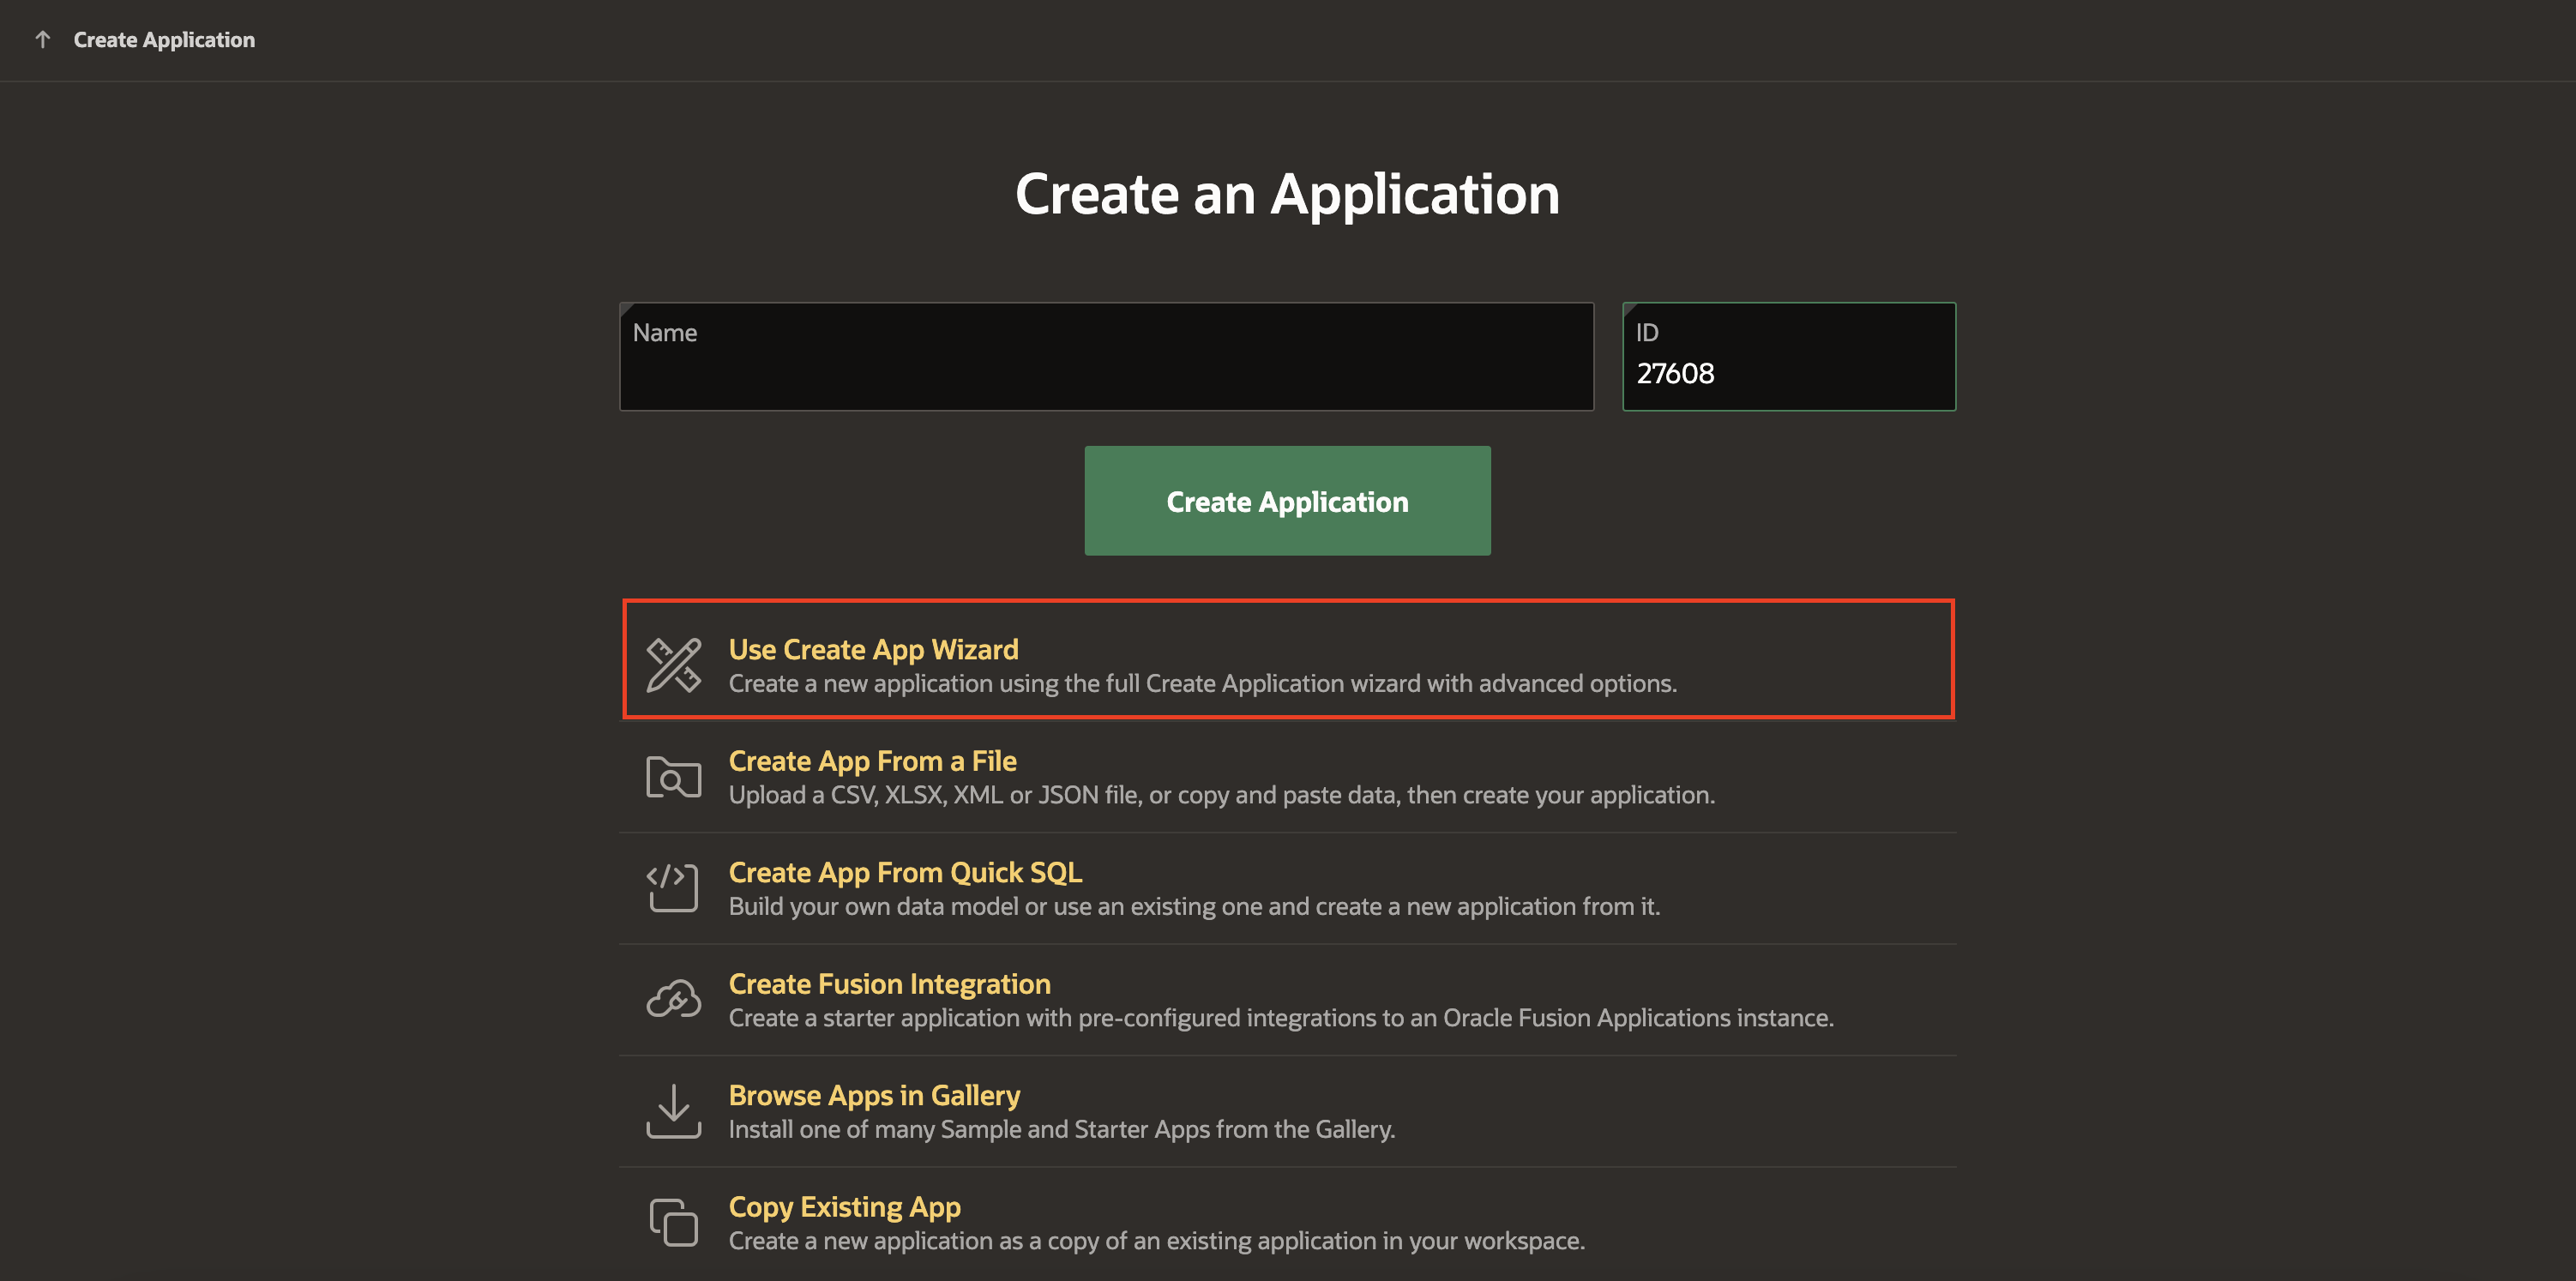 Create Application
Create an Application
Name
ID
27608
Create Application
Use Create App Wizard
Create a new application using the full Create Application wizard with advanced options.
Create App From a File
Upload a CSV, XLSX, XML or JSON file, or copy and paste data, then create your application.
Create App From Quick SQL
Build your own data model or use an existing one and create a new application from it.
Create Fusion Integration
Create a starter application with pre-configured integrations to an Oracle Fusion Applications instance.
Browse Apps in Gallery
Install one of many Sample and Starter Apps from the Gallery.
Copy Existing App
Create a new application as a copy of an existing application in your workspace.